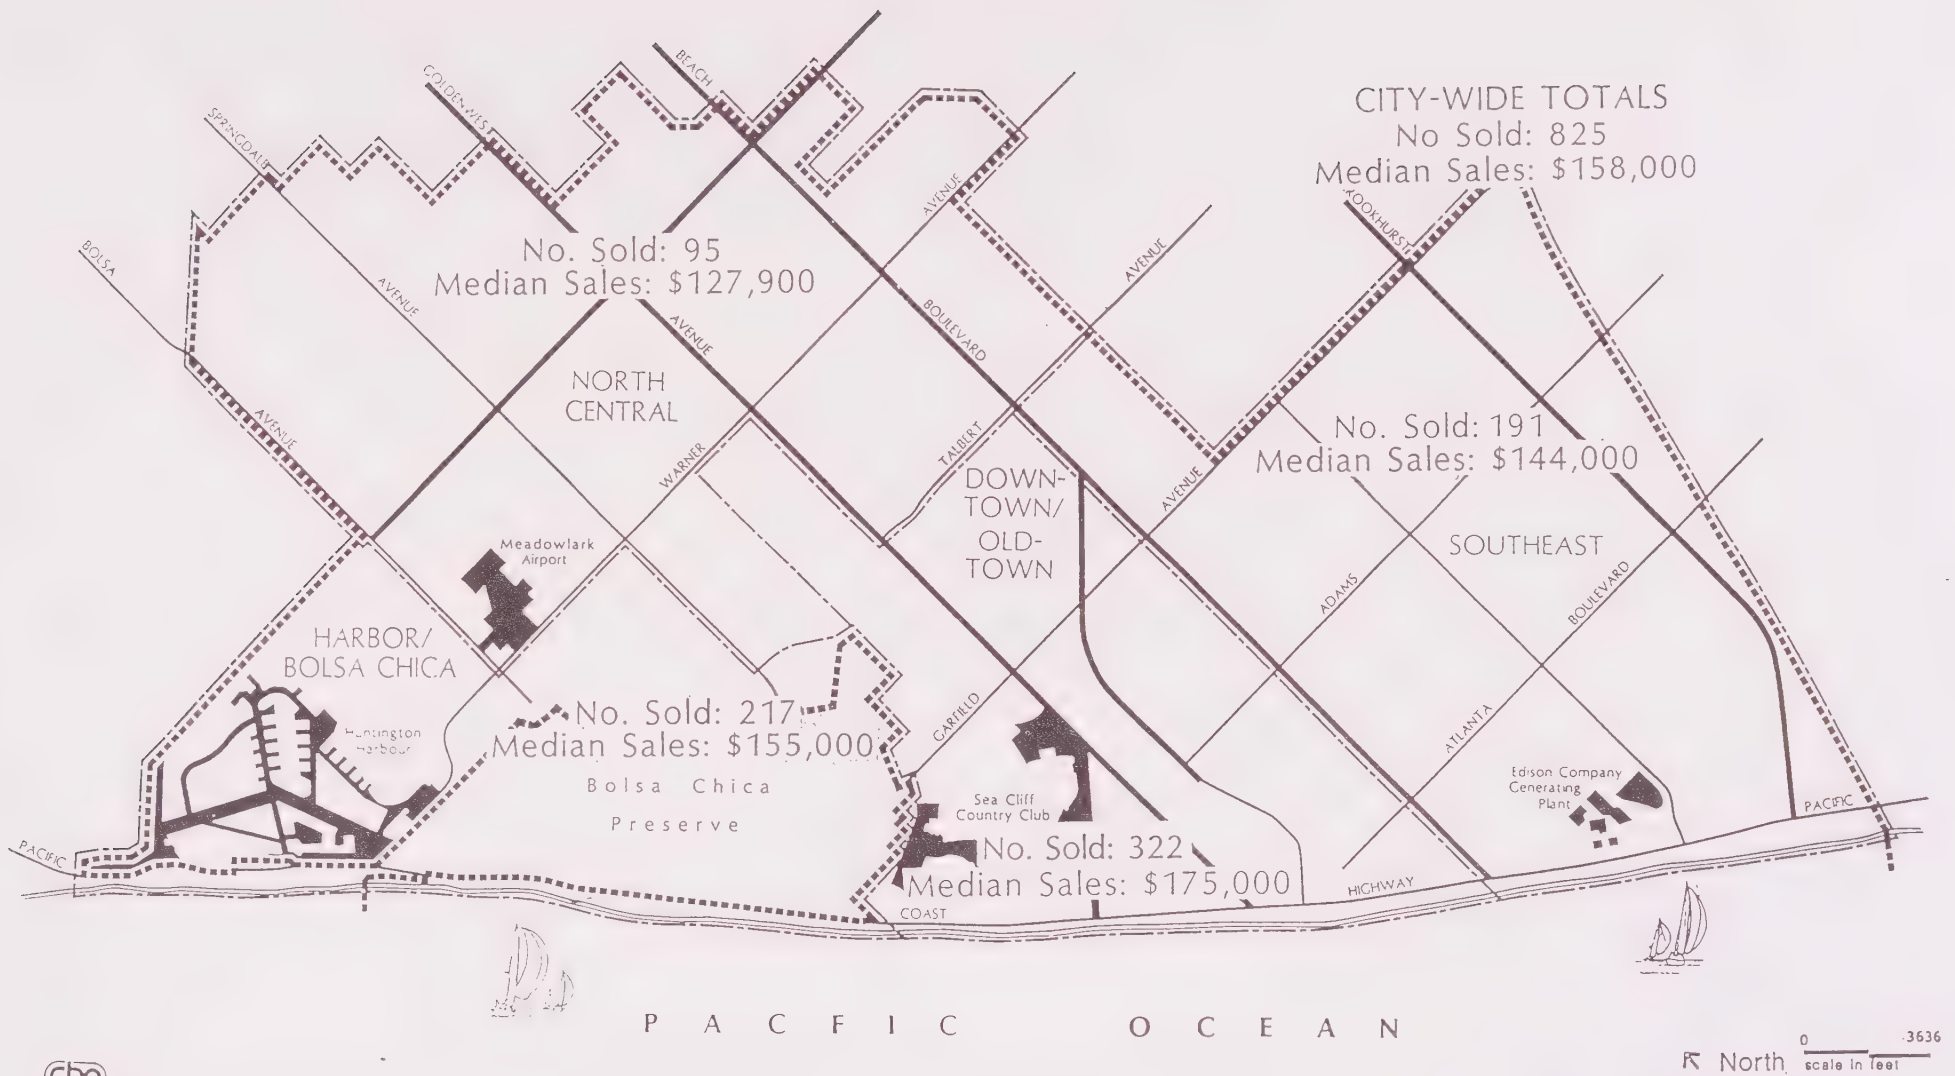 BEACH
GOLDENWEST
SPRINGDALE
BOLSA
CITY-WIDE TOTALS
No Sold: 825
Median Sales: $158,000
AVENUE
AVENUE
No. Sold: 95
Median Sales: $127,900
AVENUE
AVENUE
BOULEVARD
NORTH
CENTRAL
AVENUE
WARNER
TALBERT
No. Sold: 191
Median Sales: $144,000
AVENUE
DOWN-
TOWN/
OLD-
TOWN
SOUTHEAST
Meadowlark
Airport
ADAMS
BOULEVARD
HARBOR/
BOLSA CHICA
Huntington
Harbour
No. Sold: 217
Median Sales: $155,000
Bolsa Chica
Preserve
GARFIELD
ATLANTA
Sea Cliff
Country Club
Edison Company
Generating
Plant
No. Sold: 322
Median Sales: $175,000
PACIFIC
COAST
HIGHWAY
PACIFIC
PACFIC OCEAN
North
0 3636
scale in feet